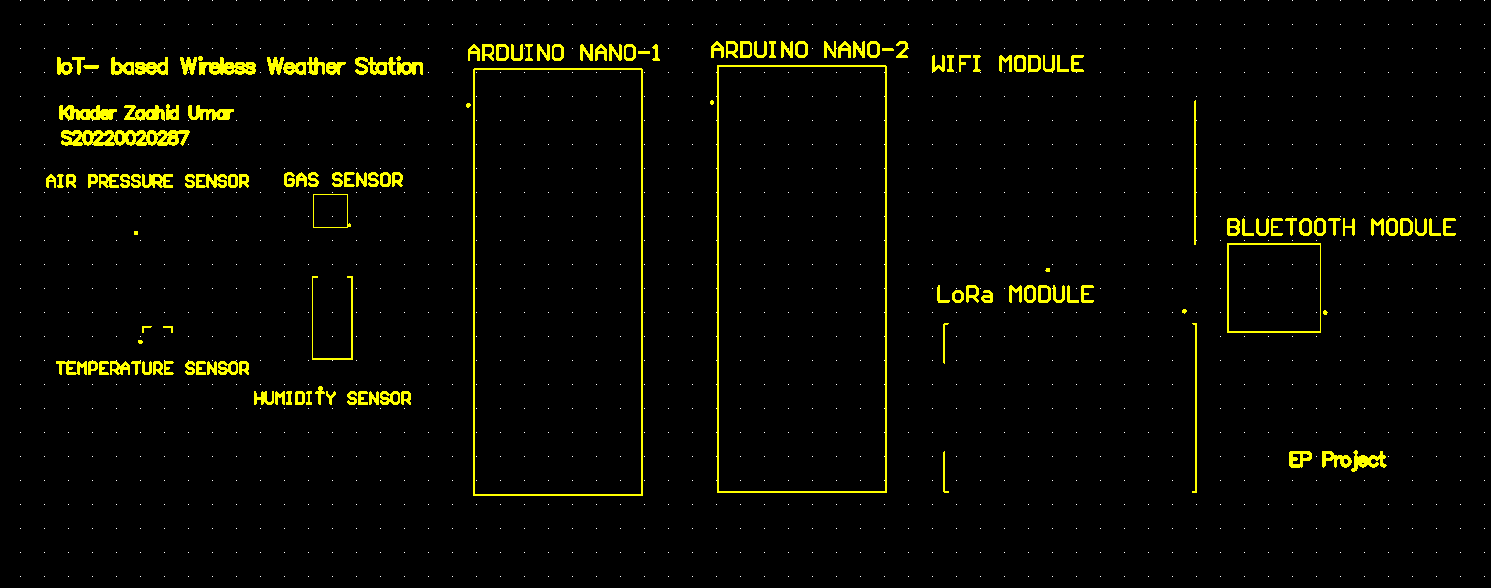 IoT- based Wireless Weather Station
Khader Zaahid Umar
S20220020287
AIR PRESSURE SENSOR
GAS SENSOR
TEMPERATURE SENSOR
HUMIDITY SENSOR
ARDUINO NANO-1
ARDUINO NANO-2
WIFI MODULE
LoRa MODULE
BLUETOOTH MODULE
EP Project